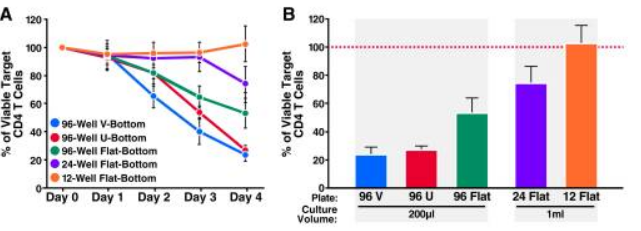 A
% of Viable Target
CD4 T Cells
120
100
80
60
40
20
0
96-Well V-Bottom
96-Well U-Bottom
96-Well Flat-Bottom
24-Well Flat-Bottom
12-Well Flat-Bottom
Day 0 Day 1 Day 2 Day 3 Day 4
B
% of Viable Target
CD4 T Cells
120
100
80
60
40
20
0
Plate: 96 V 96 U 96 Flat 24 Flat 12 Flat
Culture
Volume: 200µl 1ml